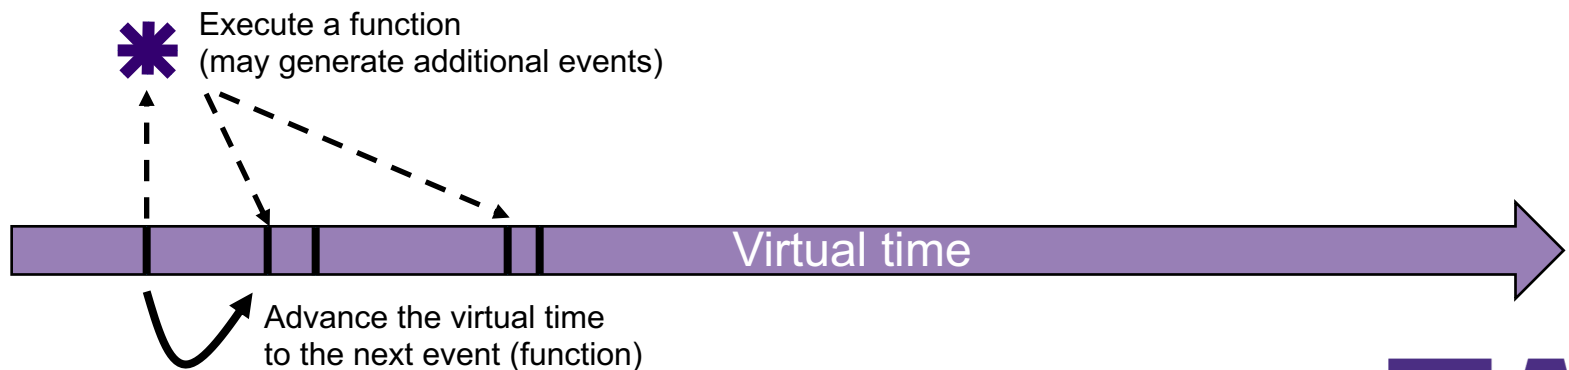 Execute a function
(may generate additional events)
Virtual time
Advance the virtual time
to the next event (function)